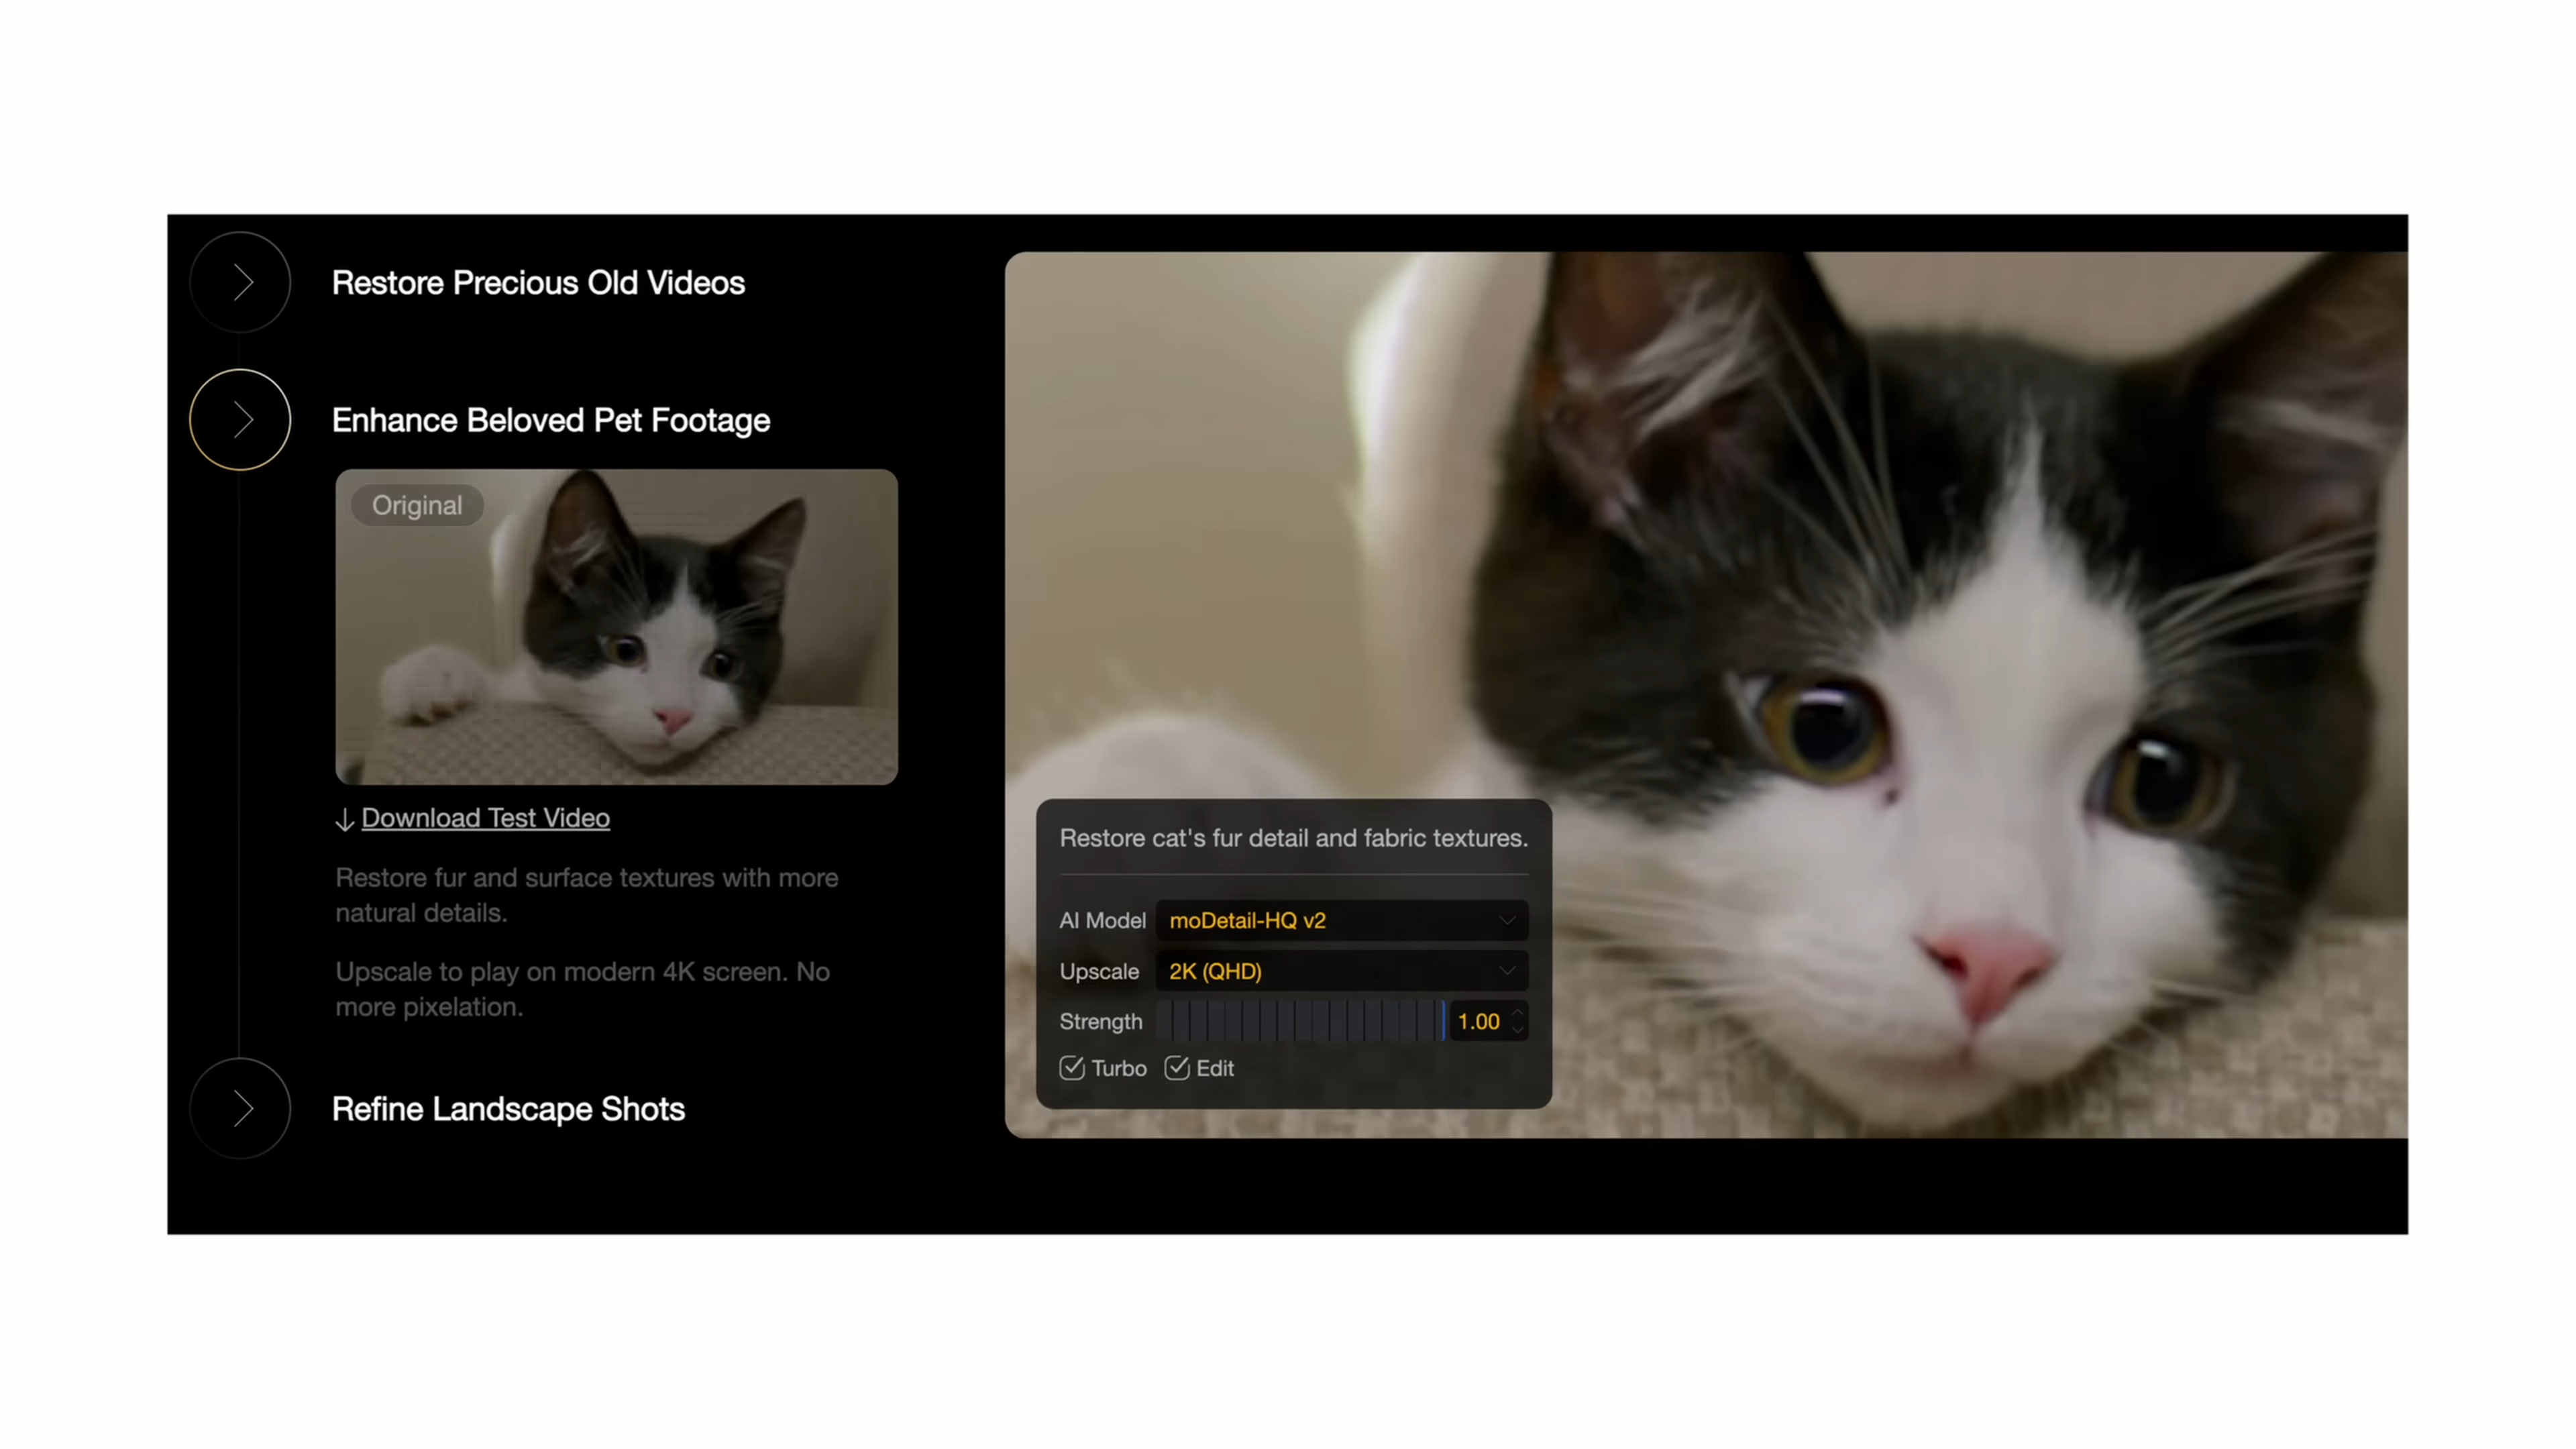 Restore Precious Old Videos
Enhance Beloved Pet Footage
Original
Download Test Video
Restore fur and surface textures with more
natural details.
Upscale to play on modern 4K screen. No
more pixelation.
Refine Landscape Shots
Restore cat's fur detail and fabric textures.
AI Model moDetail-HQ v2
Upscale 2K (QHD)
Strength 1.00
Turbo Edit